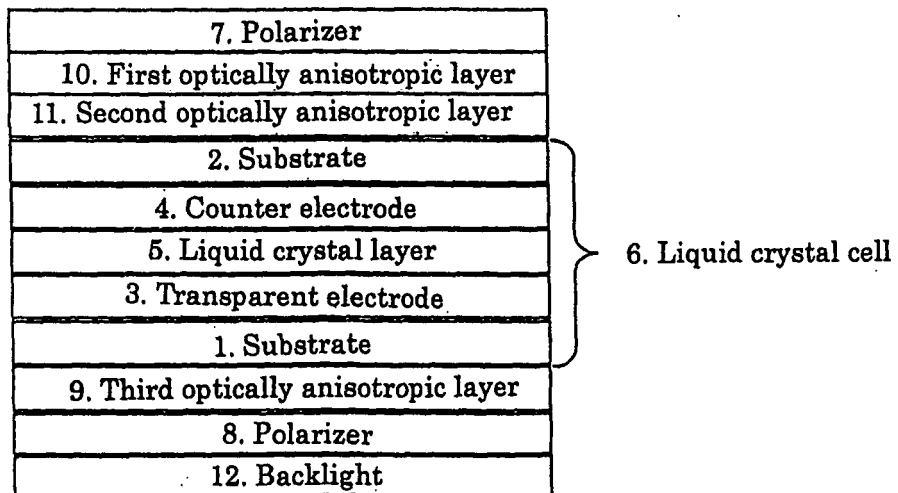 7. Polarizer
10. First optically anisotropic layer
11. Second optically anisotropic layer
2. Substrate
4. Counter electrode
5. Liquid crystal layer
6. Liquid crystal cell
3. Transparent electrode
1. Substrate
9. Third optically anisotropic layer
8. Polarizer
12. Backlight